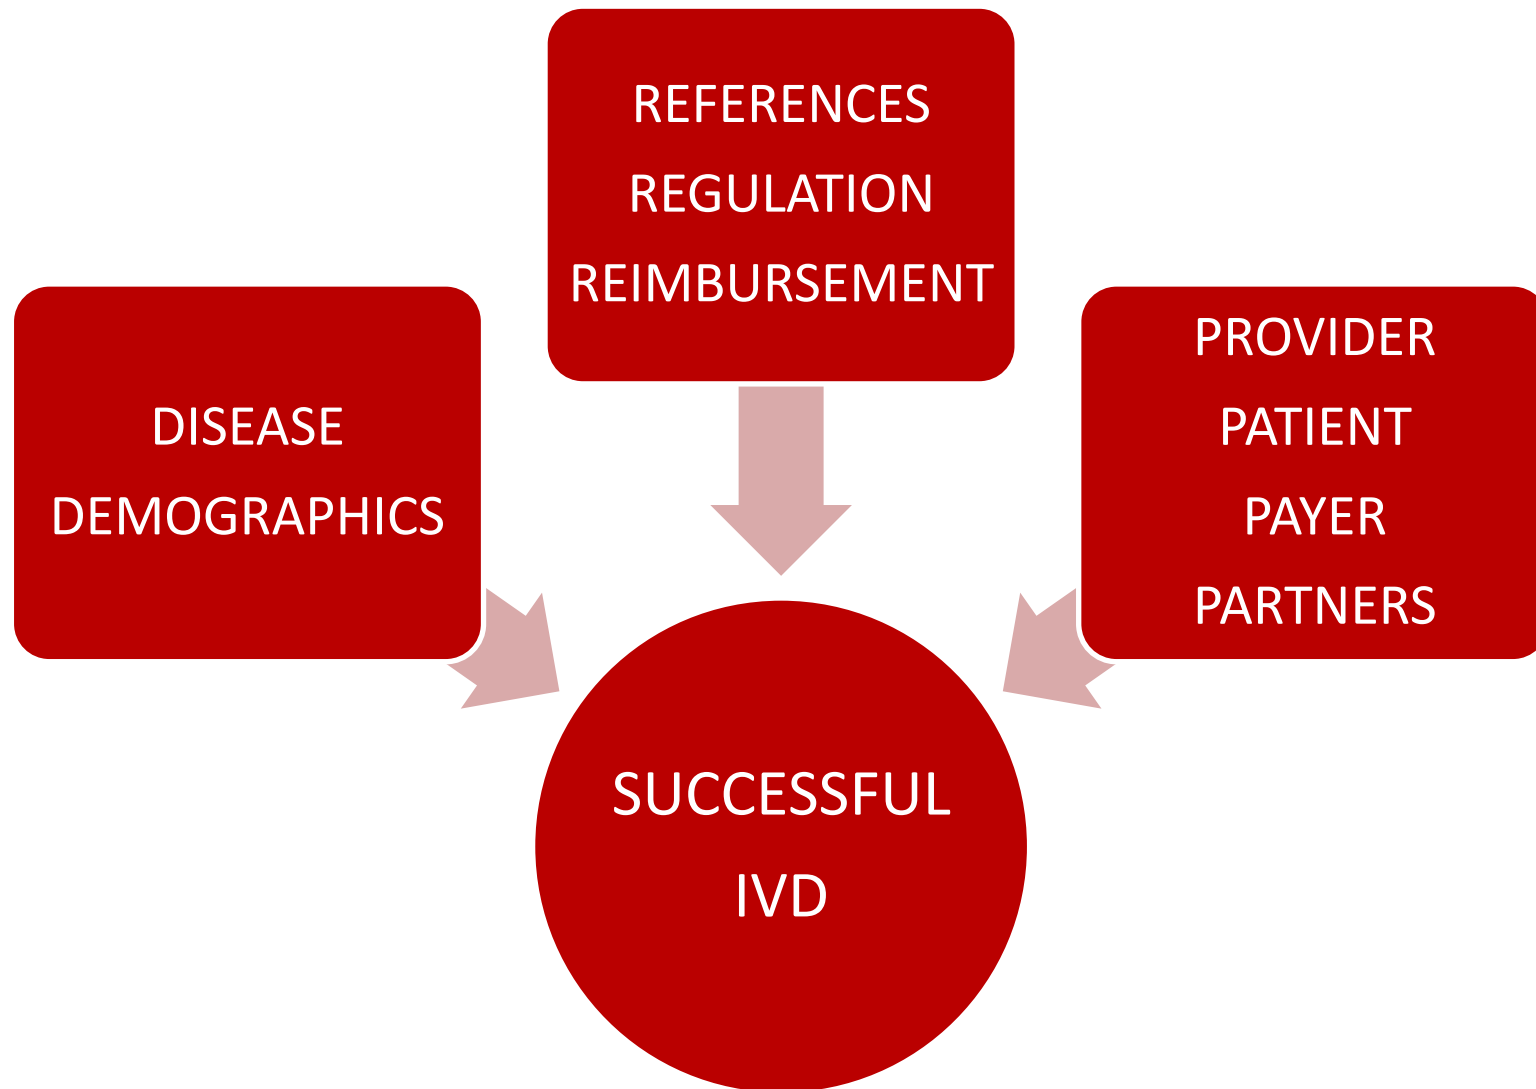 REFERENCES
REGULATION
REIMBURSEMENT
DISEASE
DEMOGRAPHICS
PROVIDER
PATIENT
PAYER
PARTNERS
SUCCESSFUL
IVD